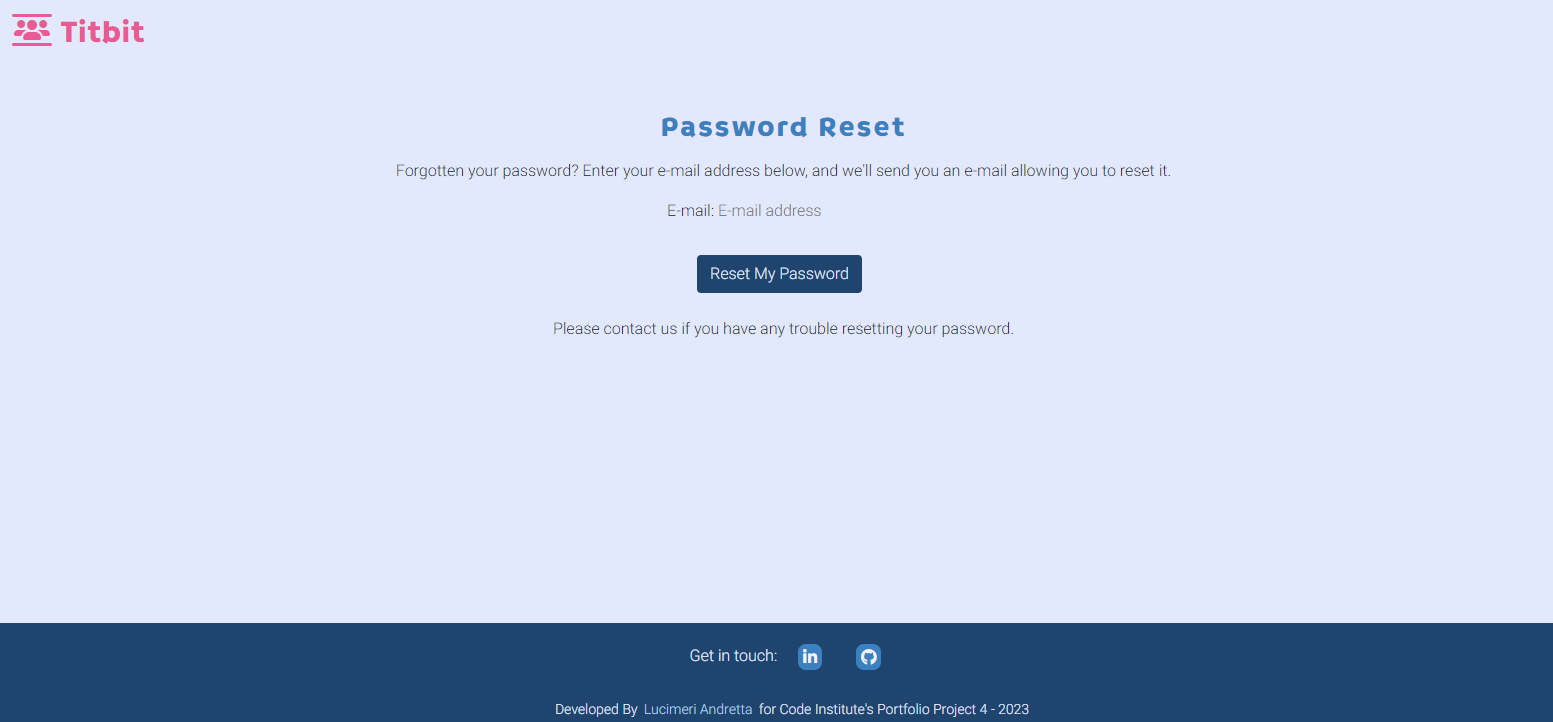 Titbit
Password Reset
Forgotten your password? Enter your e-mail address below, and we'll send you an e-mail allowing you to reset it.
E-mail: E-mail address
Reset My Password
Please contact us if you have any trouble resetting your password.
Get in touch: in
Developed By Lucimeri Andretta for Code Institute's Portfolio Project 4 - 2023